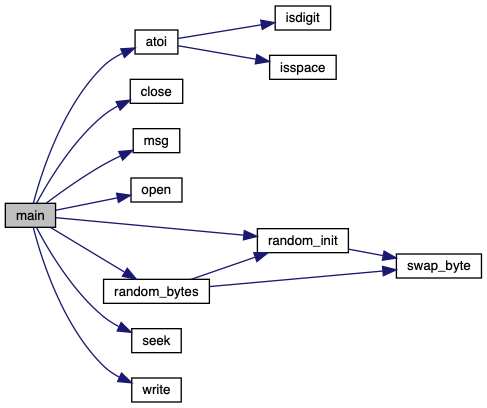 main
atoi
close
msg
open
random_bytes
seek
write
isdigit
isspace
random_init
swap_byte